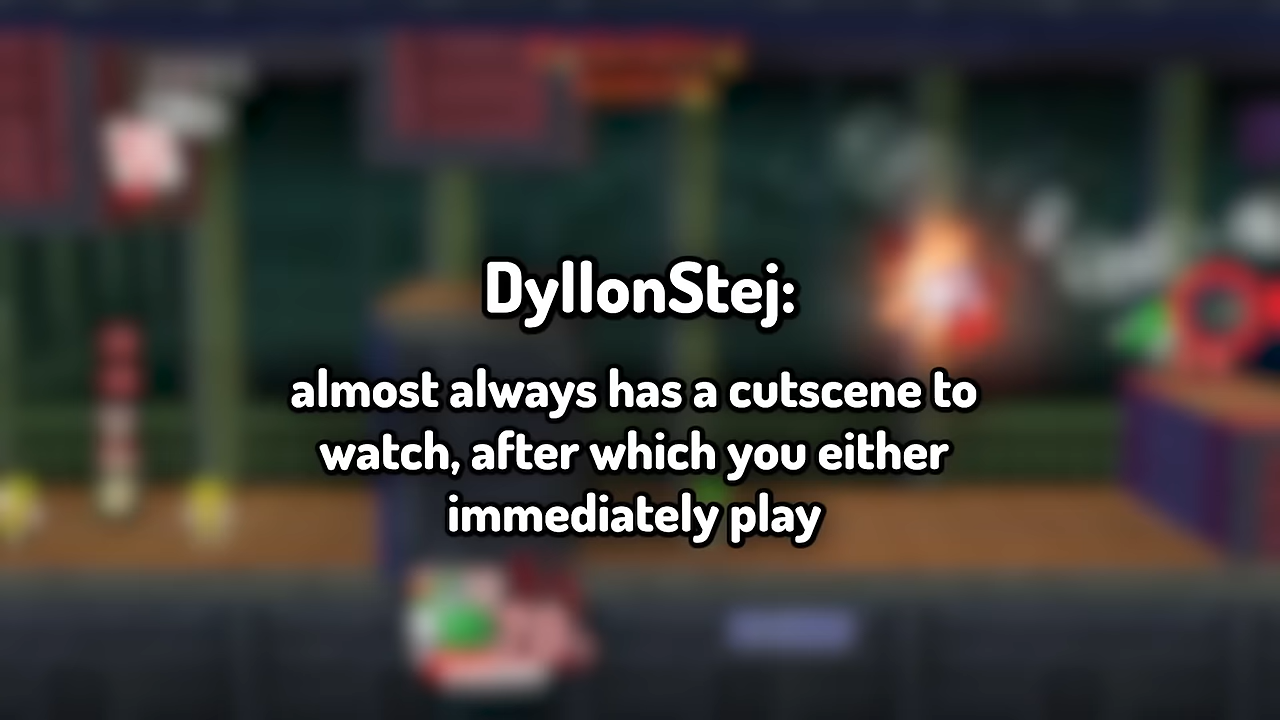 DyllonStej:
almost always has a cutscene to
watch, after which you either
immediately play